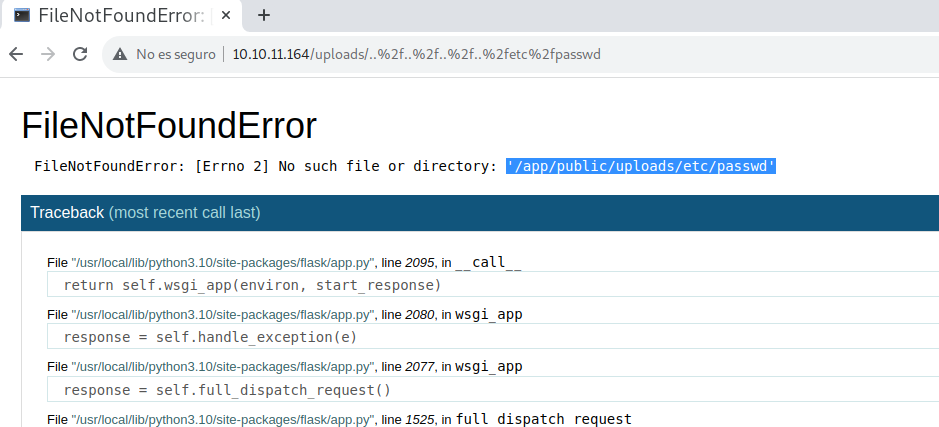 FileNotFoundError:
No es seguro 10.10.11.164/uploads/..%2f..%2f..%2f..%2fetc%2fpasswd
FileNotFoundError
FileNotFoundError: [Errno 2] No such file or directory: '/app/public/uploads/etc/passwd'
Traceback (most recent call last)
File "/usr/local/lib/python3.10/site-packages/flask/app.py", line 2095, in __call__
return self.wsgi_app(environ, start_response)
File "/usr/local/lib/python3.10/site-packages/flask/app.py", line 2080, in wsgi_app
response = self.handle_exception(e)
File "/usr/local/lib/python3.10/site-packages/flask/app.py", line 2077, in wsgi_app
response = self.full_dispatch_request()
File "/usr/local/lib/python3.10/site-packages/flask/app.py", line 1525, in full_dispatch_request